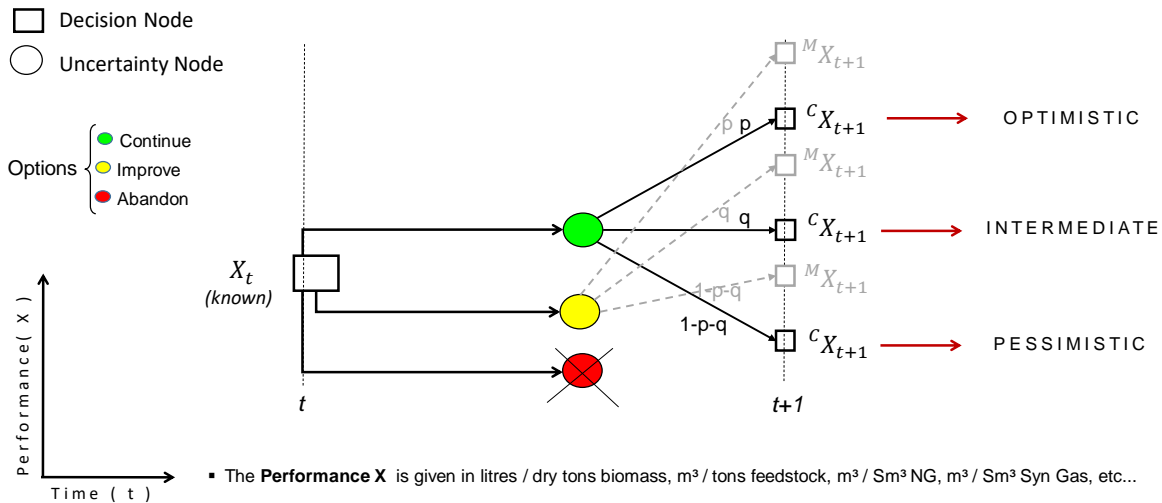 Decision Node
Uncertainty Node
Options
Continue
Improve
Abandon
X_t
(known)
p p
q q
1-p-q
1-p-q
^M X_{t+1}
^C X_{t+1}
OPTIMISTIC
^M X_{t+1}
^C X_{t+1}
INTERMEDIATE
^M X_{t+1}
^C X_{t+1}
PESSIMISTIC
t
t+1
Performance( X )
Time ( t )
▪ The Performance X is given in litres / dry tons biomass, m³ / tons feedstock, m³ / Sm³ NG, m³ / Sm³ Syn Gas, etc...